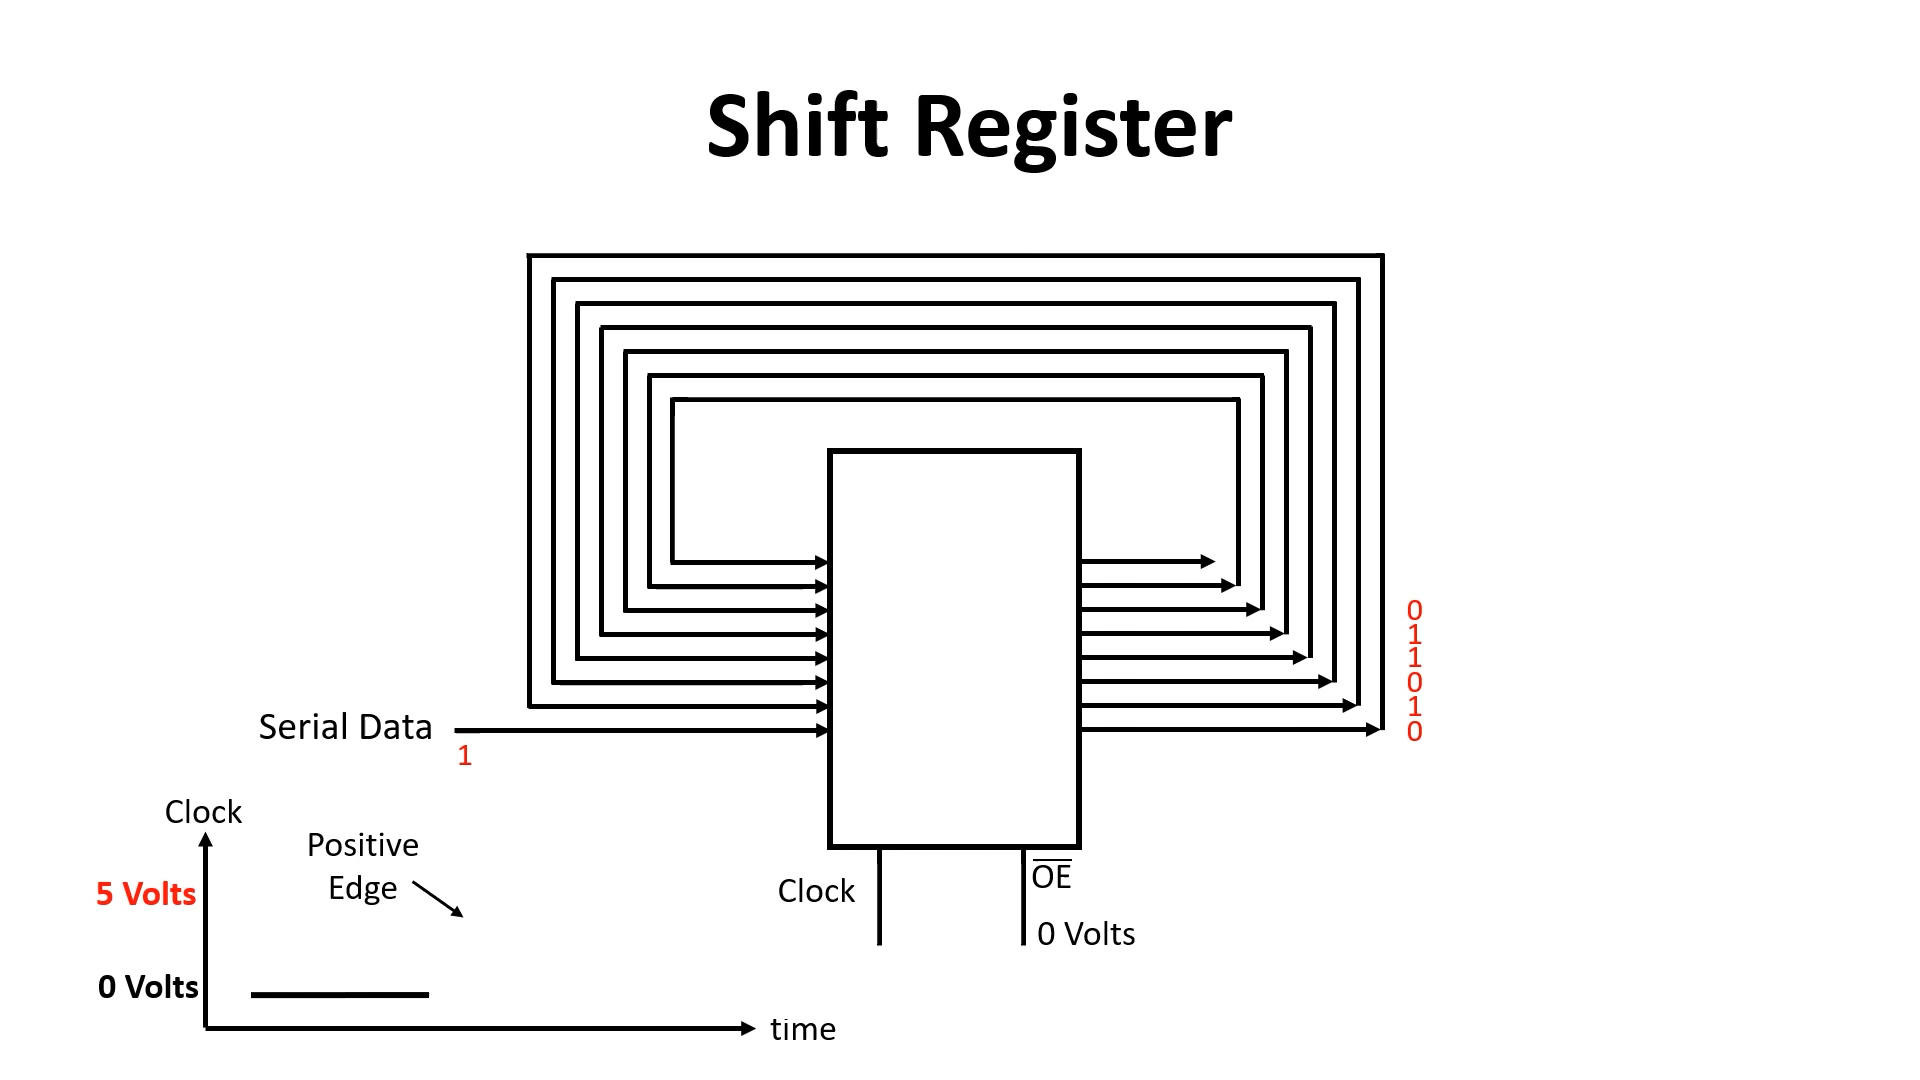 Shift Register
0
1
1
0
1
0
Serial Data
1
Clock
Positive
Edge
5 Volts
0 Volts
time
Clock
OE
0 Volts